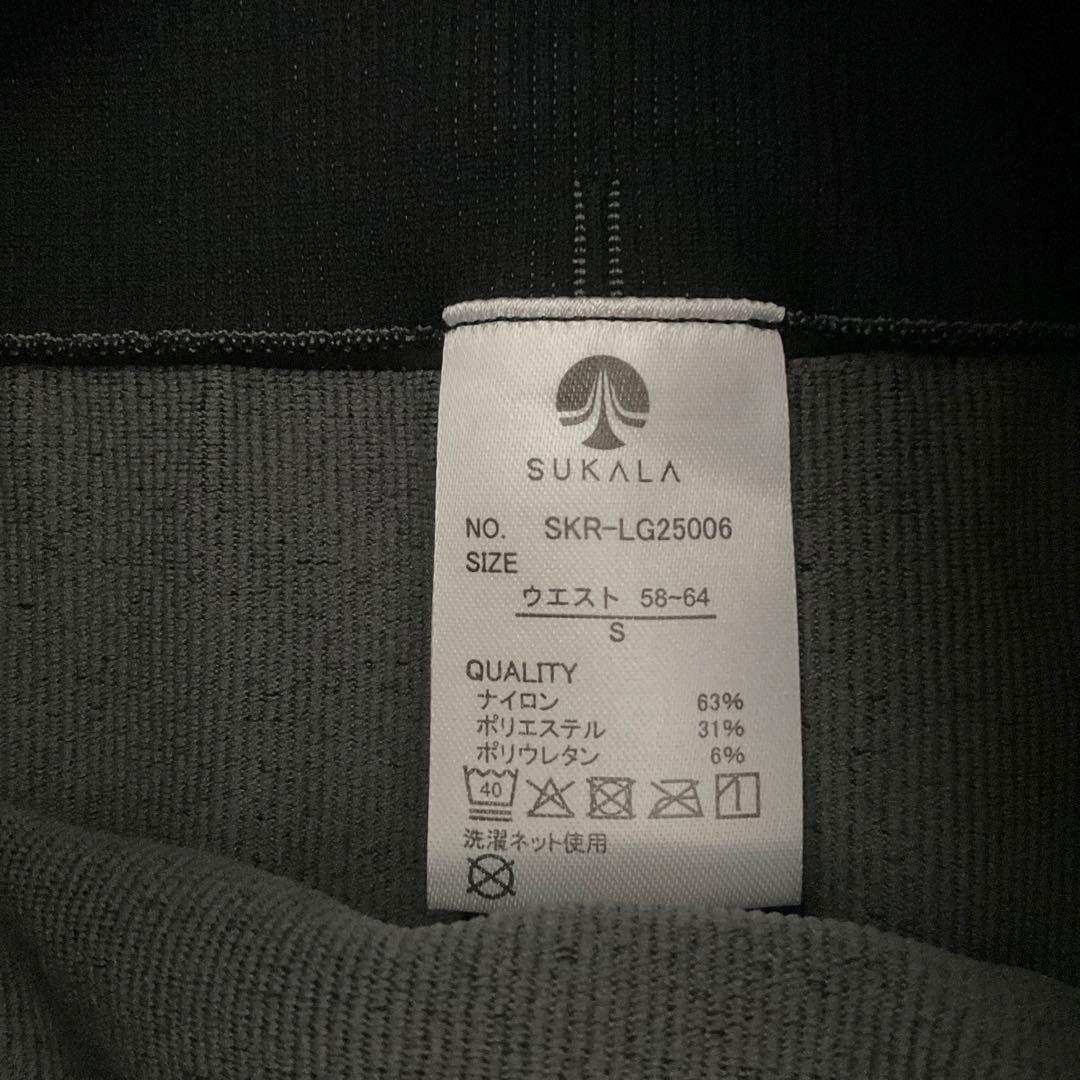 SUKALA
NO. SKR-LG25006
SIZE
ウエスト 58~64
S
QUALITY
ナイロン 63%
ポリエステル 31%
ポリウレタン 6%
40
洗濯ネット使用